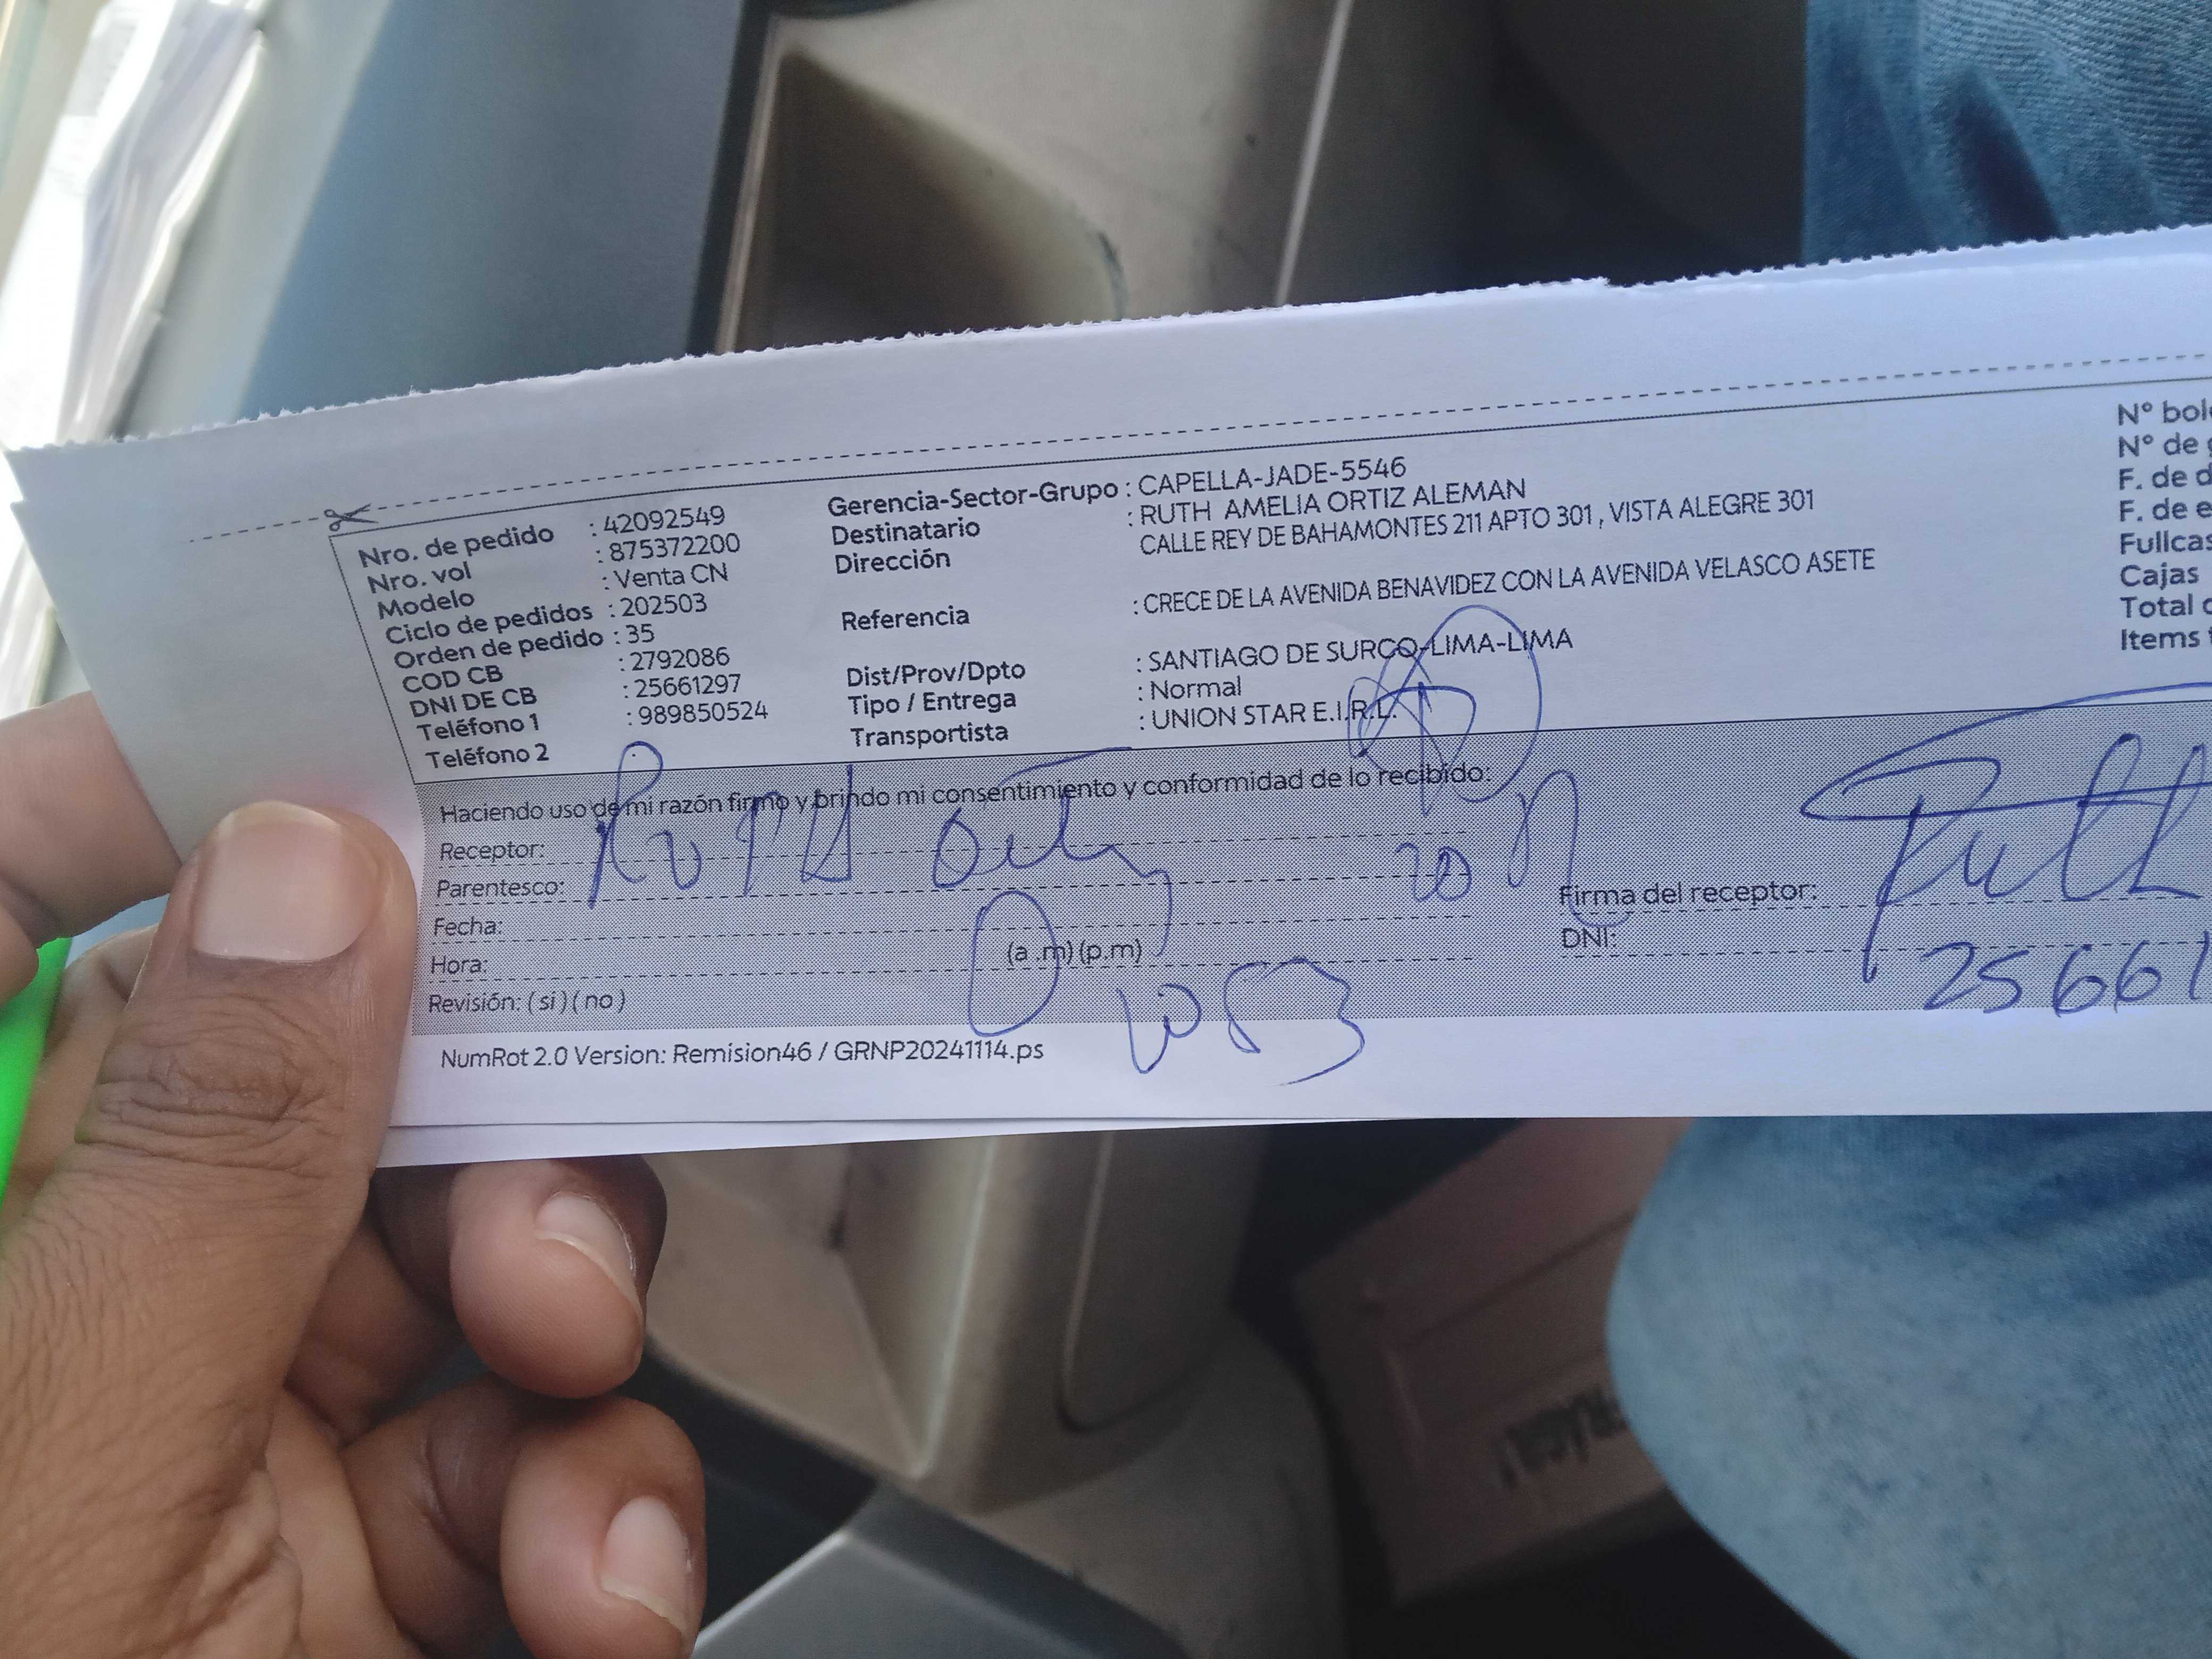 Nro. de pedido : 42092549
Nro. vol : 875372200
Modelo : Venta CN
Ciclo de pedidos : 202503
Orden de pedido : 35
COD CB : 2792086
DNI DE CB : 25661297
Teléfono 1 : 989850524
Teléfono 2
Gerencia-Sector-Grupo : CAPELLA-JADE-5546
Destinatario : RUTH AMELIA ORTIZ ALEMAN
Dirección CALLE REY DE BAHAMONTES 211 APTO 301 , VISTA ALEGRE 301
Referencia : CRECE DE LA AVENIDA BENAVIDEZ CON LA AVENIDA VELASCO ASETE
Dist/Prov/Dpto : SANTIAGO DE SURCO-LIMA-LIMA
Tipo / Entrega : Normal
Transportista : UNION STAR E.I.R.L.
N° bol
N° de
F. de d
F. de e
Fullcas
Cajas
Total
Items
Haciendo uso de mi razón firmo y brindo mi consentimiento y conformidad de lo recibido:
Receptor:
Parentesco:
Fecha:
Hora: (a .m) (p.m)
Revisión: ( si ) ( no )
Firma del receptor: Ruth
DNI: 25661
NumRot 2.0 Version: Remision46 / GRNP20241114.ps